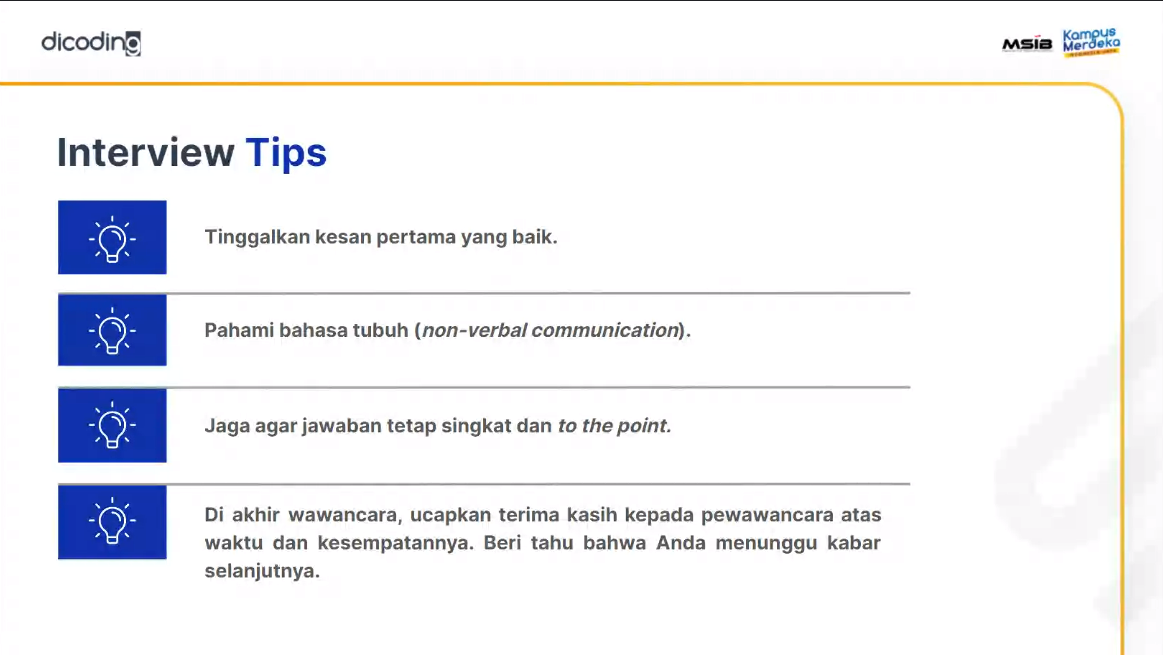 dicoding
MSIB
Kampus
Merdeka
Interview Tips
Tinggalkan kesan pertama yang baik.
Pahami bahasa tubuh (non-verbal communication).
Jaga agar jawaban tetap singkat dan to the point.
Di akhir wawancara, ucapkan terima kasih kepada pewawancara atas
waktu dan kesempatannya. Beri tahu bahwa Anda menunggu kabar
selanjutnya.